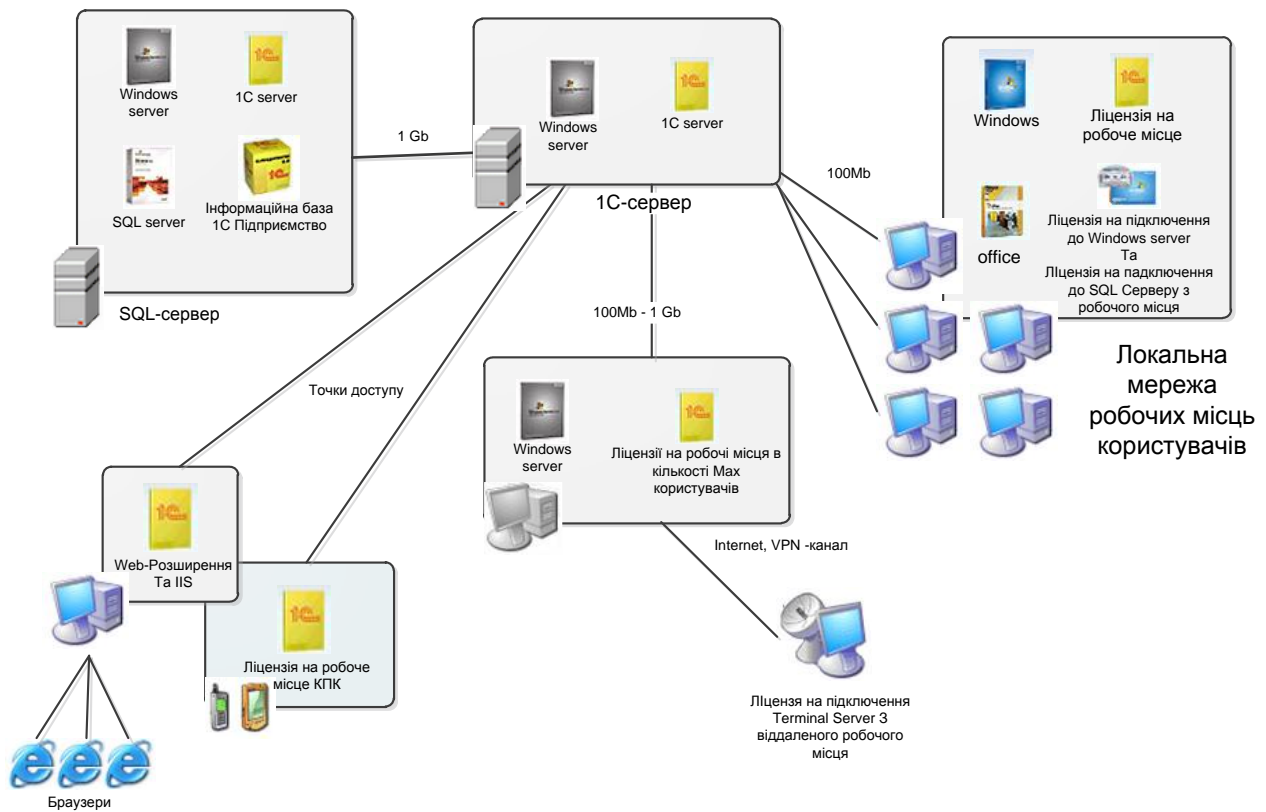 Windows
server
1C server
SQL server
Інформаційна база
1С Підприємство
SQL-сервер
1 Gb
Windows
server
1C server
1С-сервер
100Mb
Windows
Ліцензія на
робоче місце
office
Ліцензія на підключення
до Windows server
Та
Ліцензія на падключення
до SQL Серверу з
робочого місця
Локальна
мережа
робочих місць
користувачів
100Mb - 1 Gb
Точки доступу
Windows
server
Ліцензії на робочі місця в
кількості Max
користувачів
Internet, VPN -канал
Web-Розширення
Та IIS
Ліцензія на робоче
місце КПК
Ліцензя на підключення
Terminal Server З
віддаленого робочого
місця
Браузери